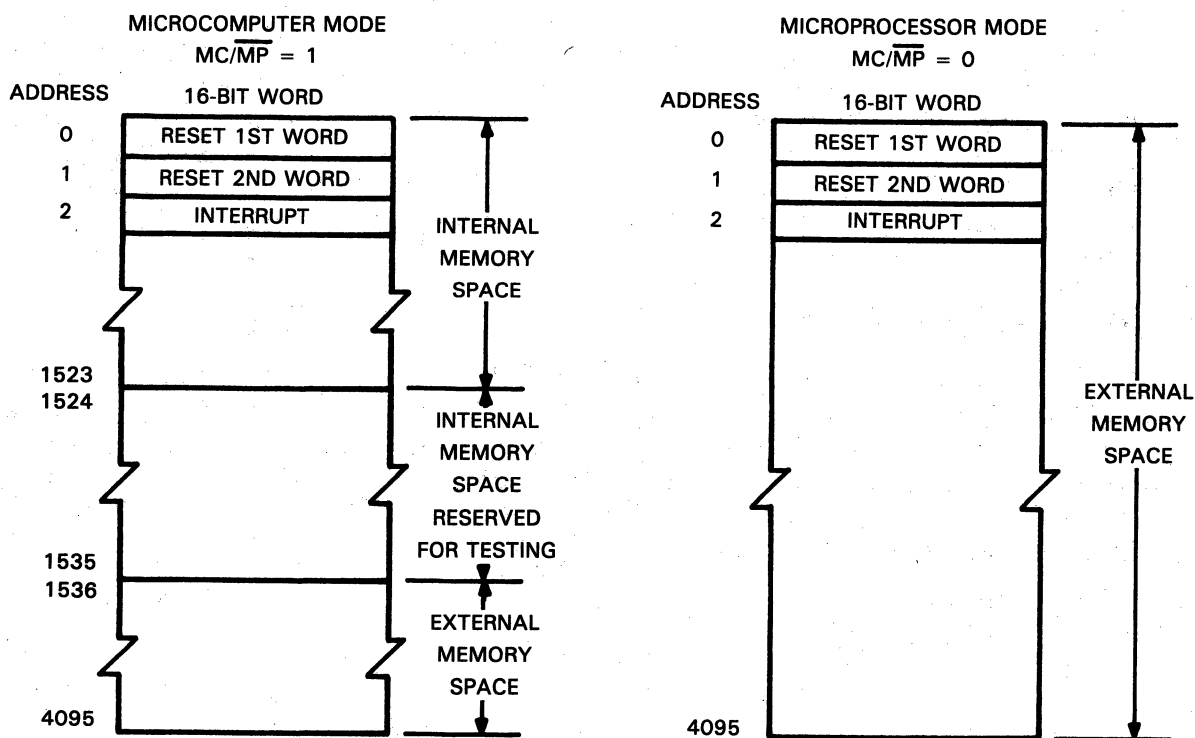 MICROCOMPUTER MODE
MC/M̅P̅ = 1
ADDRESS
16-BIT WORD
0
RESET 1ST WORD
1
RESET 2ND WORD
2
INTERRUPT
INTERNAL
MEMORY
SPACE
1523
1524
INTERNAL
MEMORY
SPACE
RESERVED
FOR TESTING
1535
1536
EXTERNAL
MEMORY
SPACE
4095
MICROPROCESSOR MODE
MC/M̅P̅ = 0
ADDRESS
16-BIT WORD
0
RESET 1ST WORD
1
RESET 2ND WORD
2
INTERRUPT
EXTERNAL
MEMORY
SPACE
4095